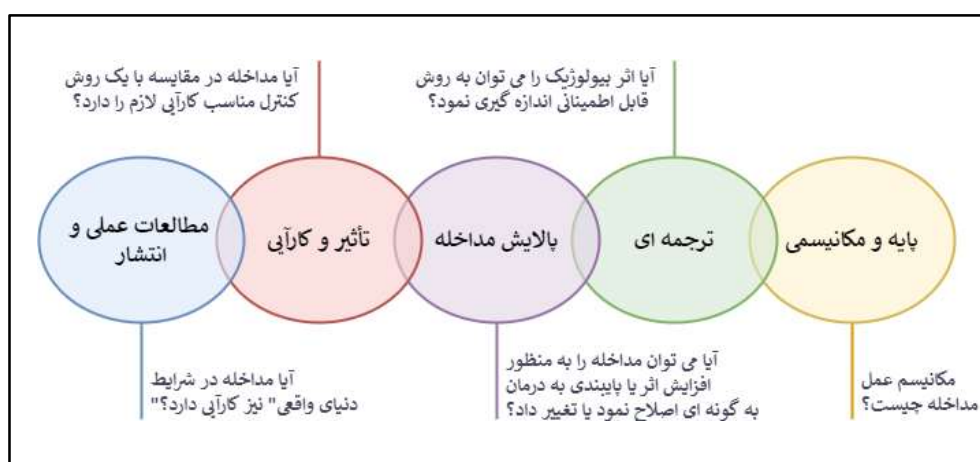 آیا اثر بیولوژیک را می توان به روش
قابل اطمینانی اندازه گیری نمود؟
آیا مداخله در مقایسه با یک روش
کنترل مناسب کارآیی لازم را دارد؟
پایه و مکانیسمی
ترجمه ای
پالایش مداخله
تأثیر و کارآیی
مطالعات عملی و
انتشار
مکانیسم عمل
مداخله چیست؟
آیا می توان مداخله را به منظور
افزایش اثر یا پایبندی به درمان
به گونه ای اصلاح نمود یا تغییر داد؟
آیا مداخله در شرایط
دنیای واقعی" نیز کارآیی دارد؟"